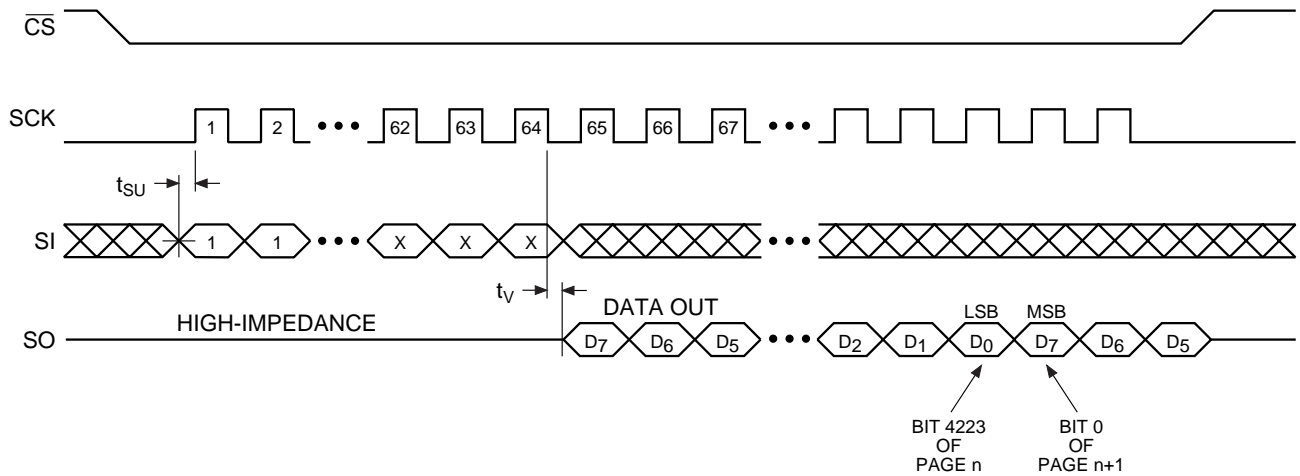 CS
SCK 1 2 ••• 62 63 64 65 66 67 •••
tSU
SI 1 1 ••• X X X •••
tV
HIGH-IMPEDANCE DATA OUT LSB MSB
SO D7 D6 D5 ••• D2 D1 D0 D7 D6 D5
BIT 4223
OF
PAGE n
BIT 0
OF
PAGE n+1